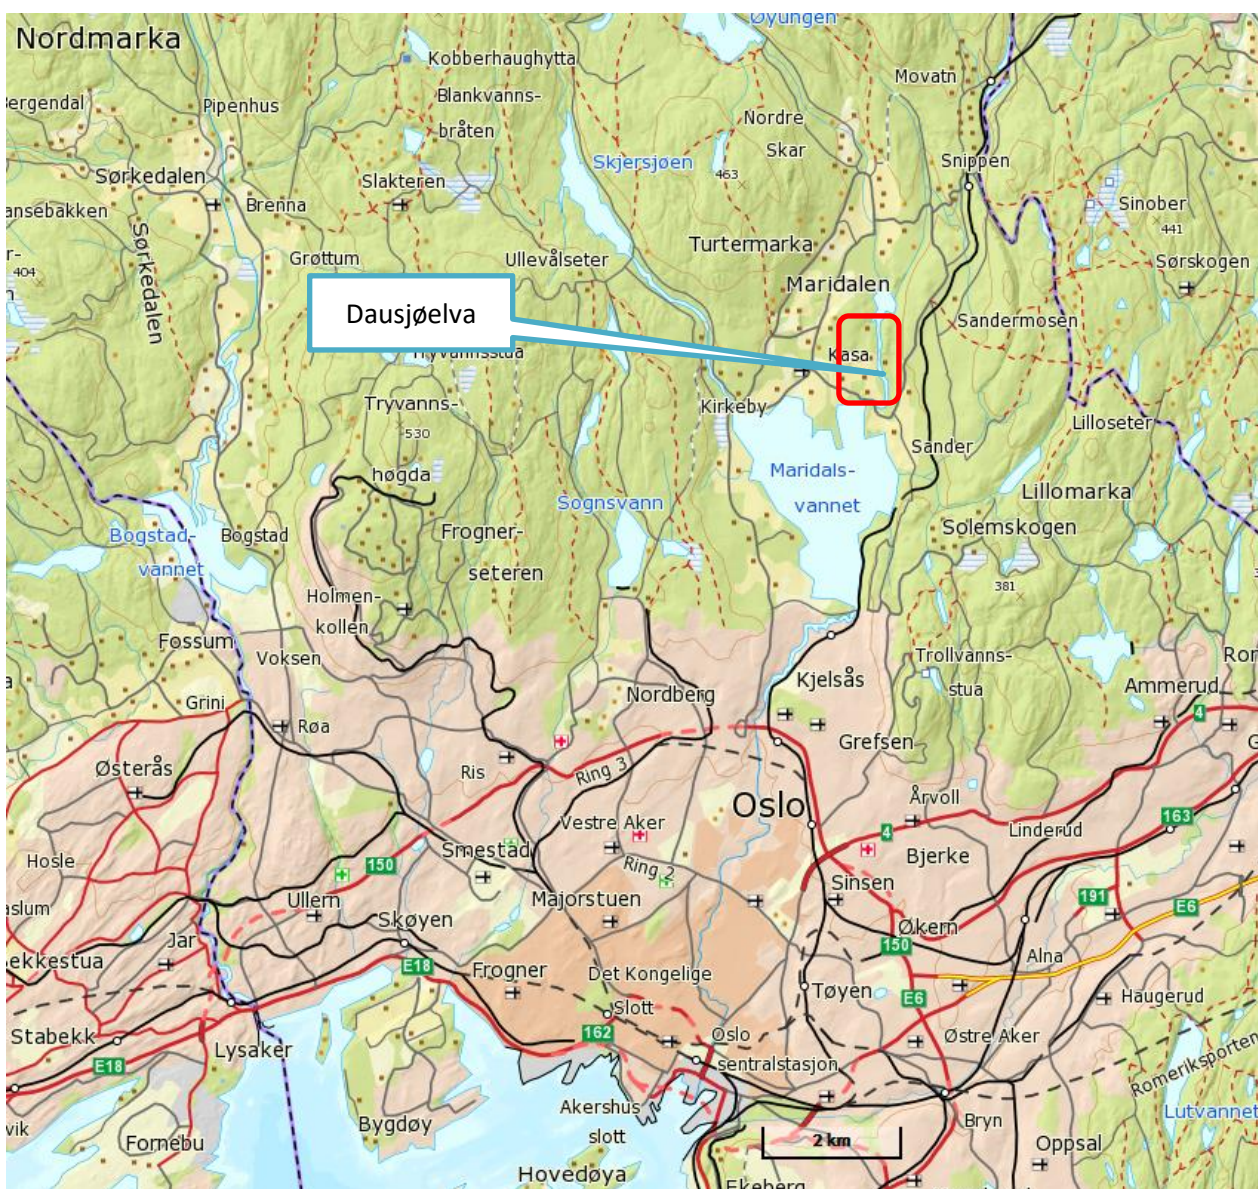 Øyungen
Nordmarka
Kobberhaughytta
Movatn
Bergendal
Pipenhus
Blankvanns-
bråten
Nordre
Skar
Skjersjøen
Snippen
Sørkedalen
Slakteren
463
Sinober
ansebakken
Brenna
441
Sørkedalen
Turtermarka
r-
404
Grøttum
Ullevålseter
Sørskogen
n
Maridalen
Dausjøelva
Sandermosen
Kasa
Tryvanns-
530
høgda
Kirkeby
Lilloseter
Sander
Maridals-
vannet
Lillomarka
Sognsvann
Bogstad-
vannet
Bogstad
Frogner-
seteren
Solemskogen
381
3
Holmen-
kollen
Fossum
Voksen
Trollvanns-
stua
Ror
a
Kjelsås
Nordberg
Ammerud
Grini
4
Røa
Grefsen
G
Østerås
Ris
Ring 3
Oslo
Årvoll
163
Vestre Aker
4
Linderud
Hosle
150
Smestad
Bjerke
Ring 2
Sinsen
191
E6
aslum
Ullern
Majorstuen
Skøyen
Økern
150
Jar
ekkestua
E18
Frogner
Det Kongelige
Slott
Alna
Tøyen
E6
Haugerud
Stabekk
162
Oslo
sentralstasjon
Østre Aker
Lysaker
E18
Romeriksporten
Akershus
slott
Lutvannet
vik
Fornebu
Bygdøy
2 km
Bryn
Oppsal
Hovedøya
Ekeberg